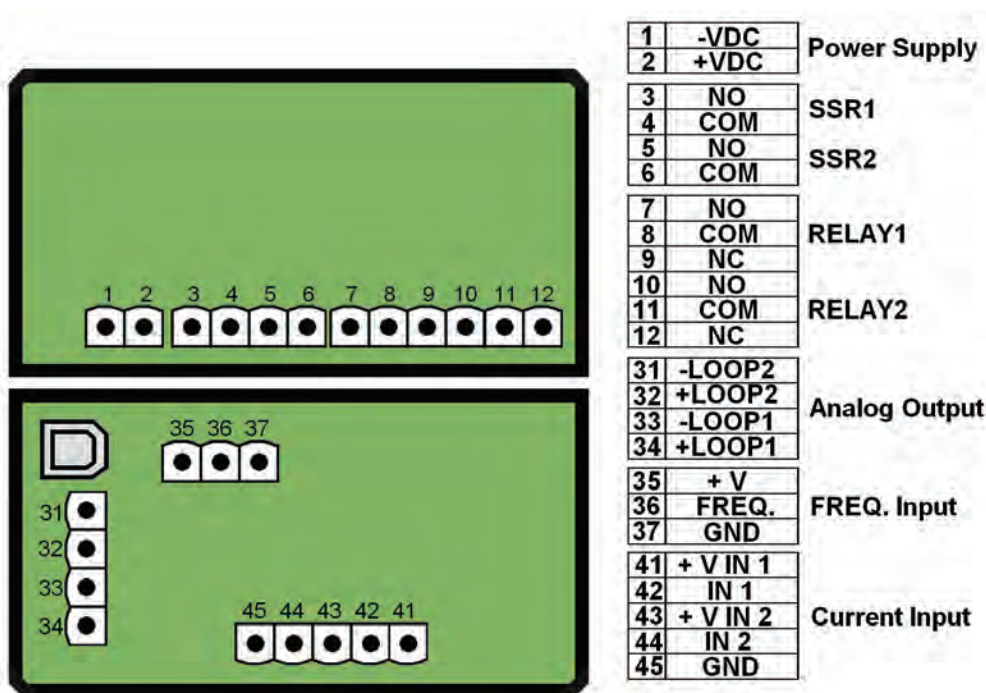 1 2 3 4 5 6 7 8 9 10 11 12
35 36 37
31
32
33
34
45 44 43 42 41
1 -VDC
2 +VDC
Power Supply
3 NO
4 COM
SSR1
5 NO
6 COM
SSR2
7 NO
8 COM
9 NC
RELAY1
10 NO
11 COM
12 NC
RELAY2
31 -LOOP2
32 +LOOP2
33 -LOOP1
34 +LOOP1
Analog Output
35 + V
36 FREQ.
37 GND
FREQ. Input
41 + V IN 1
42 IN 1
43 + V IN 2
44 IN 2
45 GND
Current Input